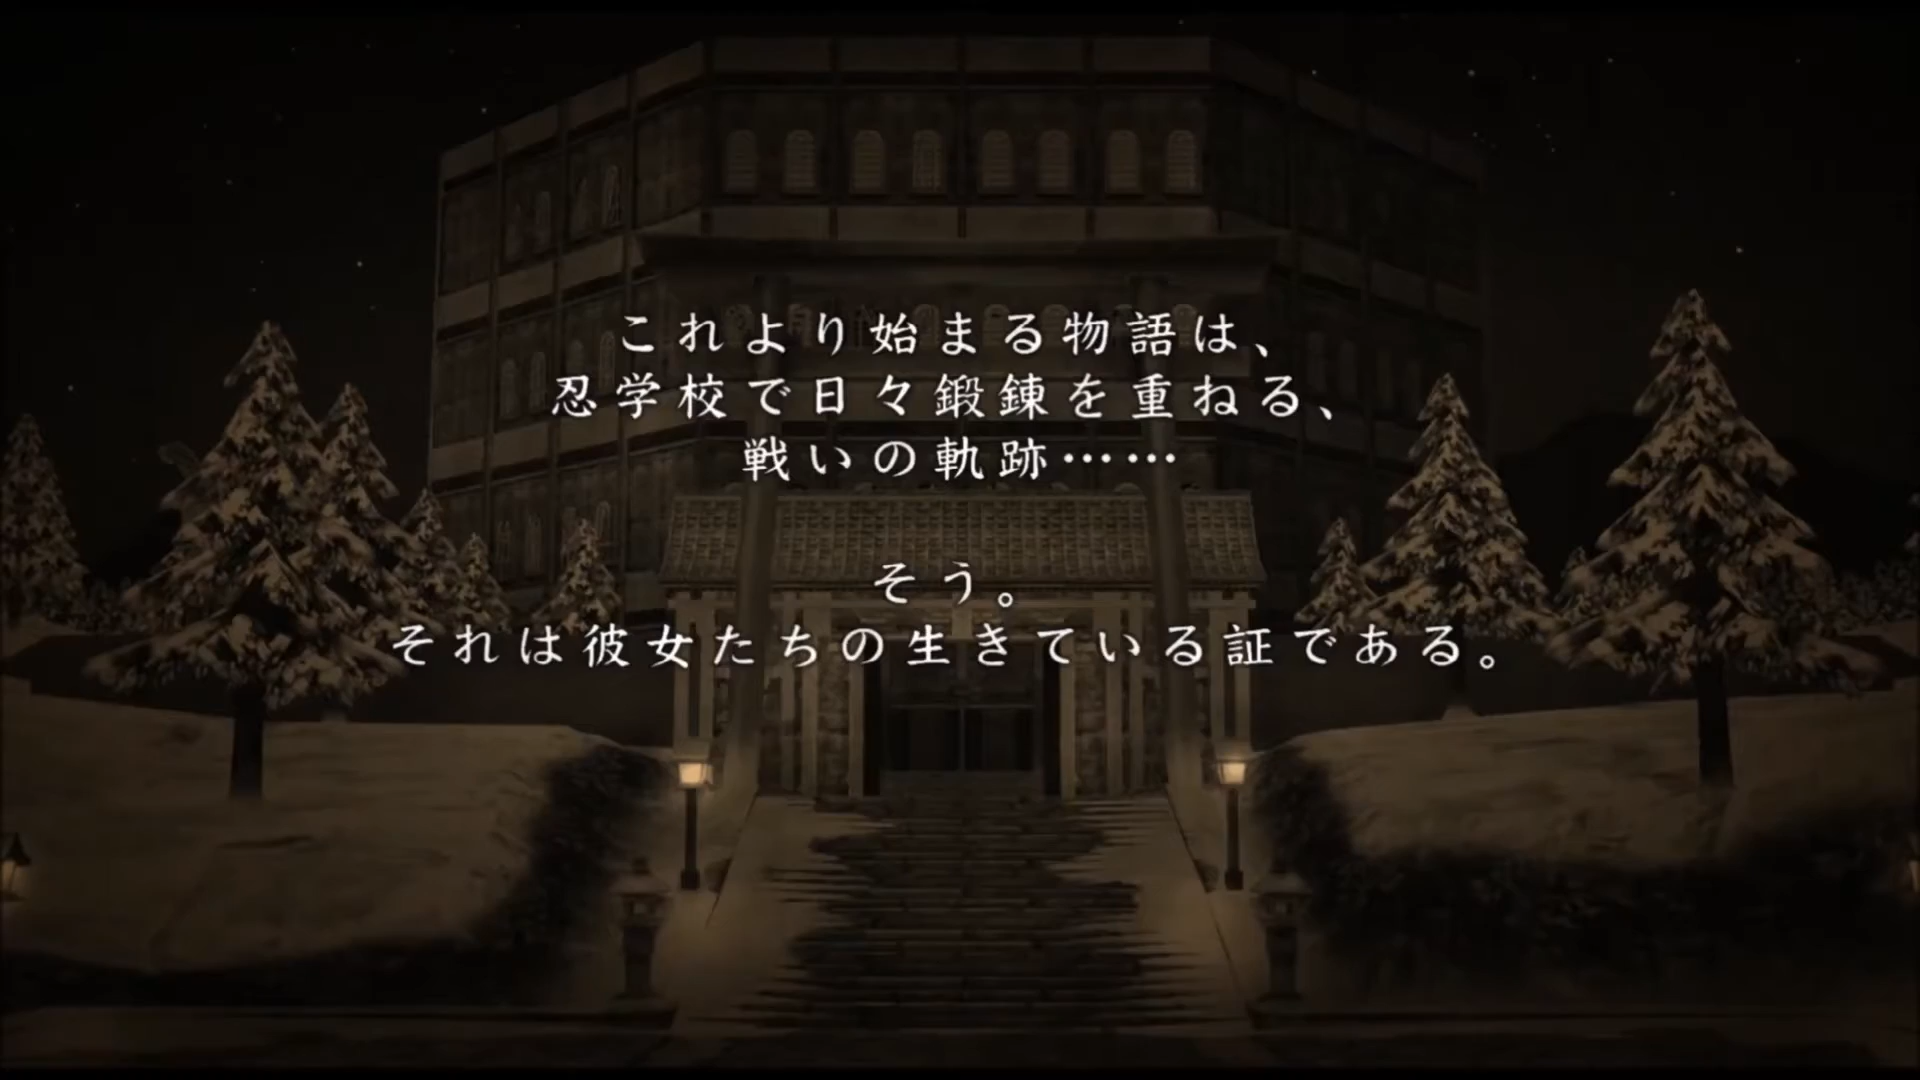 これより始まる物語は、
忍学校で日々鍛錬を重ねる、
戦いの軌跡……
そう。
それは彼女たちの生きている証である。